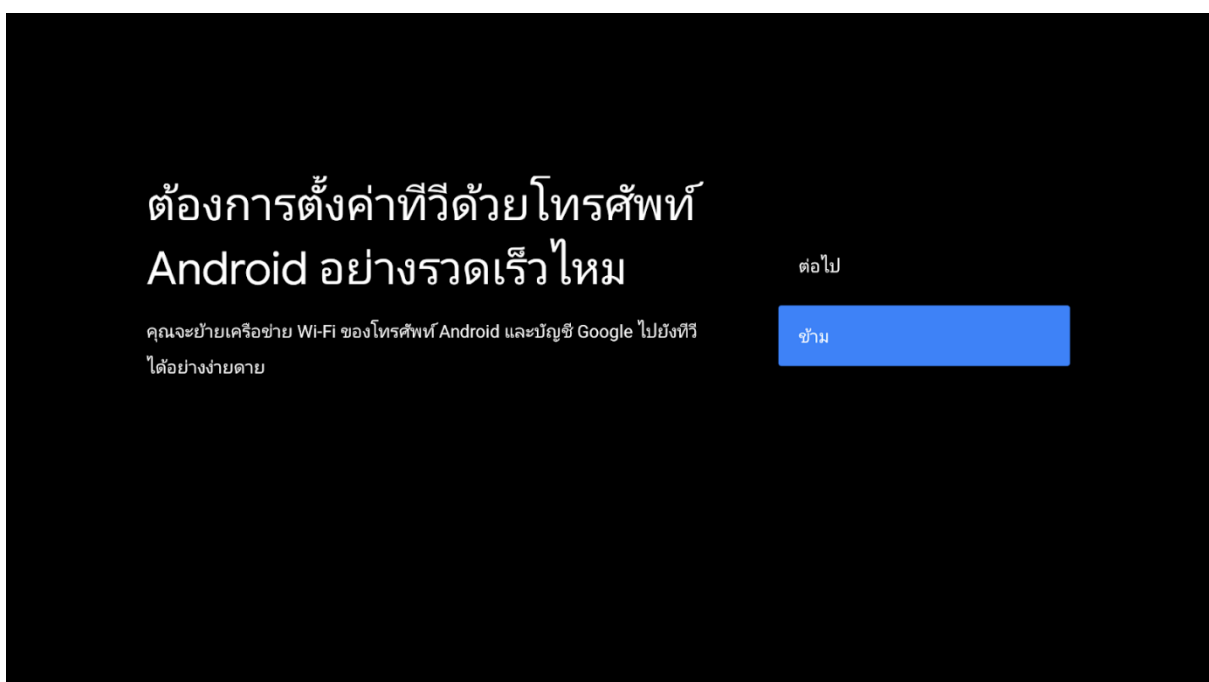 ต้องการตั้งค่าทีวีด้วยโทรศัพท์
Android อย่างรวดเร็วไหม
คุณจะย้ายเครือข่าย Wi-Fi ของโทรศัพท์ Android และบัญชี Google ไปยังทีวี
ได้อย่างง่ายดาย
ต่อไป
ข้าม